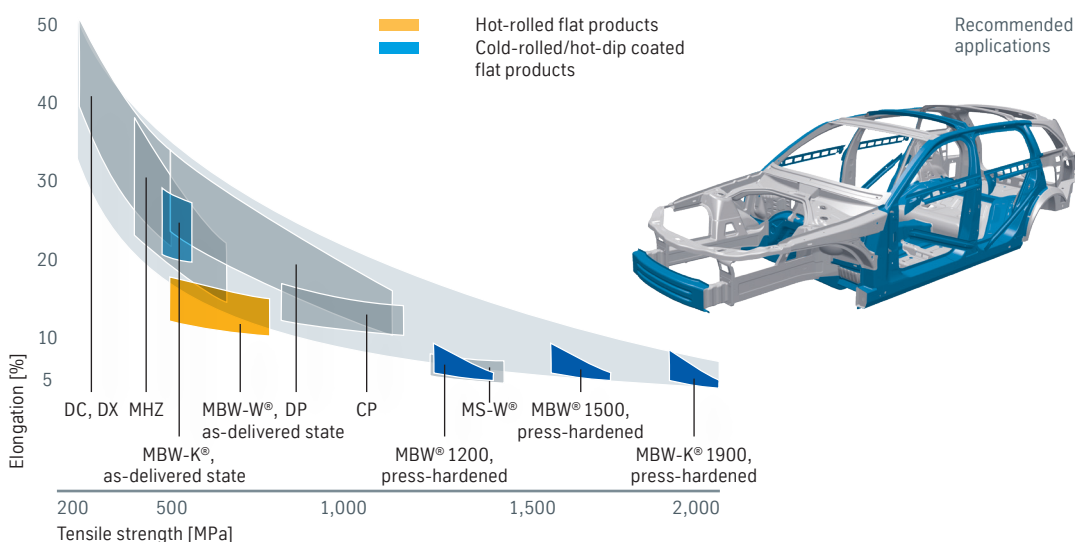 50
40
30
20
10
5
Elongation [%]
Hot-rolled flat products
Cold-rolled/hot-dip coated
flat products
Recommended
applications
DC, DX
MHZ
MBW-W®,
as-delivered state
DP
CP
MS-W®
MBW® 1500,
press-hardened
MBW-K®,
as-delivered state
MBW® 1200,
press-hardened
MBW-K® 1900,
press-hardened
200
500
1,000
1,500
2,000
Tensile strength [MPa]